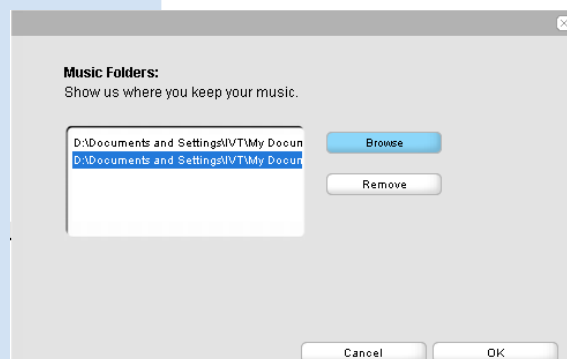 Music Folders:
Show us where you keep your music.
D:\Documents and Settings\IVT\My Docum
D:\Documents and Settings\IVT\My Docum
Browse
Remove
Cancel
OK